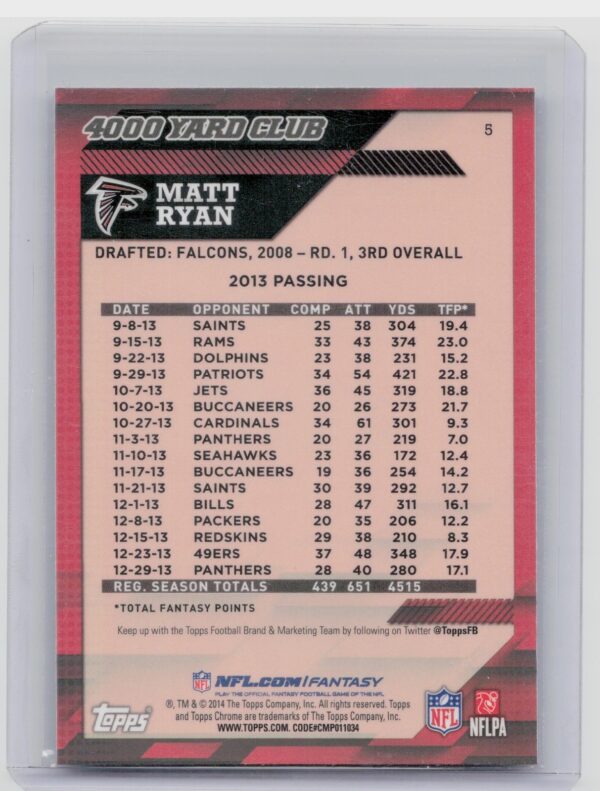 4000 YARD CLUB
5
MATT
RYAN
DRAFTED: FALCONS, 2008 – RD. 1, 3RD OVERALL
2013 PASSING
DATE OPPONENT COMP ATT YDS TFP*
9-8-13 SAINTS 25 38 304 19.4
9-15-13 RAMS 33 43 374 23.0
9-22-13 DOLPHINS 23 38 231 15.2
9-29-13 PATRIOTS 34 54 421 22.8
10-7-13 JETS 36 45 319 18.8
10-20-13 BUCCANEERS 20 26 273 21.7
10-27-13 CARDINALS 34 61 301 9.3
11-3-13 PANTHERS 20 27 219 7.0
11-10-13 SEAHAWKS 23 36 172 12.4
11-17-13 BUCCANEERS 19 36 254 14.2
11-21-13 SAINTS 30 39 292 12.7
12-1-13 BILLS 28 47 311 16.1
12-8-13 PACKERS 20 35 206 12.2
12-15-13 REDSKINS 29 38 210 8.3
12-23-13 49ERS 37 48 348 17.9
12-29-13 PANTHERS 28 40 280 17.1
REG. SEASON TOTALS 439 651 4515
*TOTAL FANTASY POINTS
Keep up with the Topps Football Brand & Marketing Team by following on Twitter @ToppsFB
NFL NFL.COM/FANTASY
PLAY THE OFFICIAL FANTASY FOOTBALL GAME OF THE NFL
®, TM & © 2014 The Topps Company, Inc. All rights reserved. Topps
and Topps Chrome are trademarks of The Topps Company, Inc.
WWW.TOPPS.COM. CODE#CMP011034
Topps
NFL
NFLPA